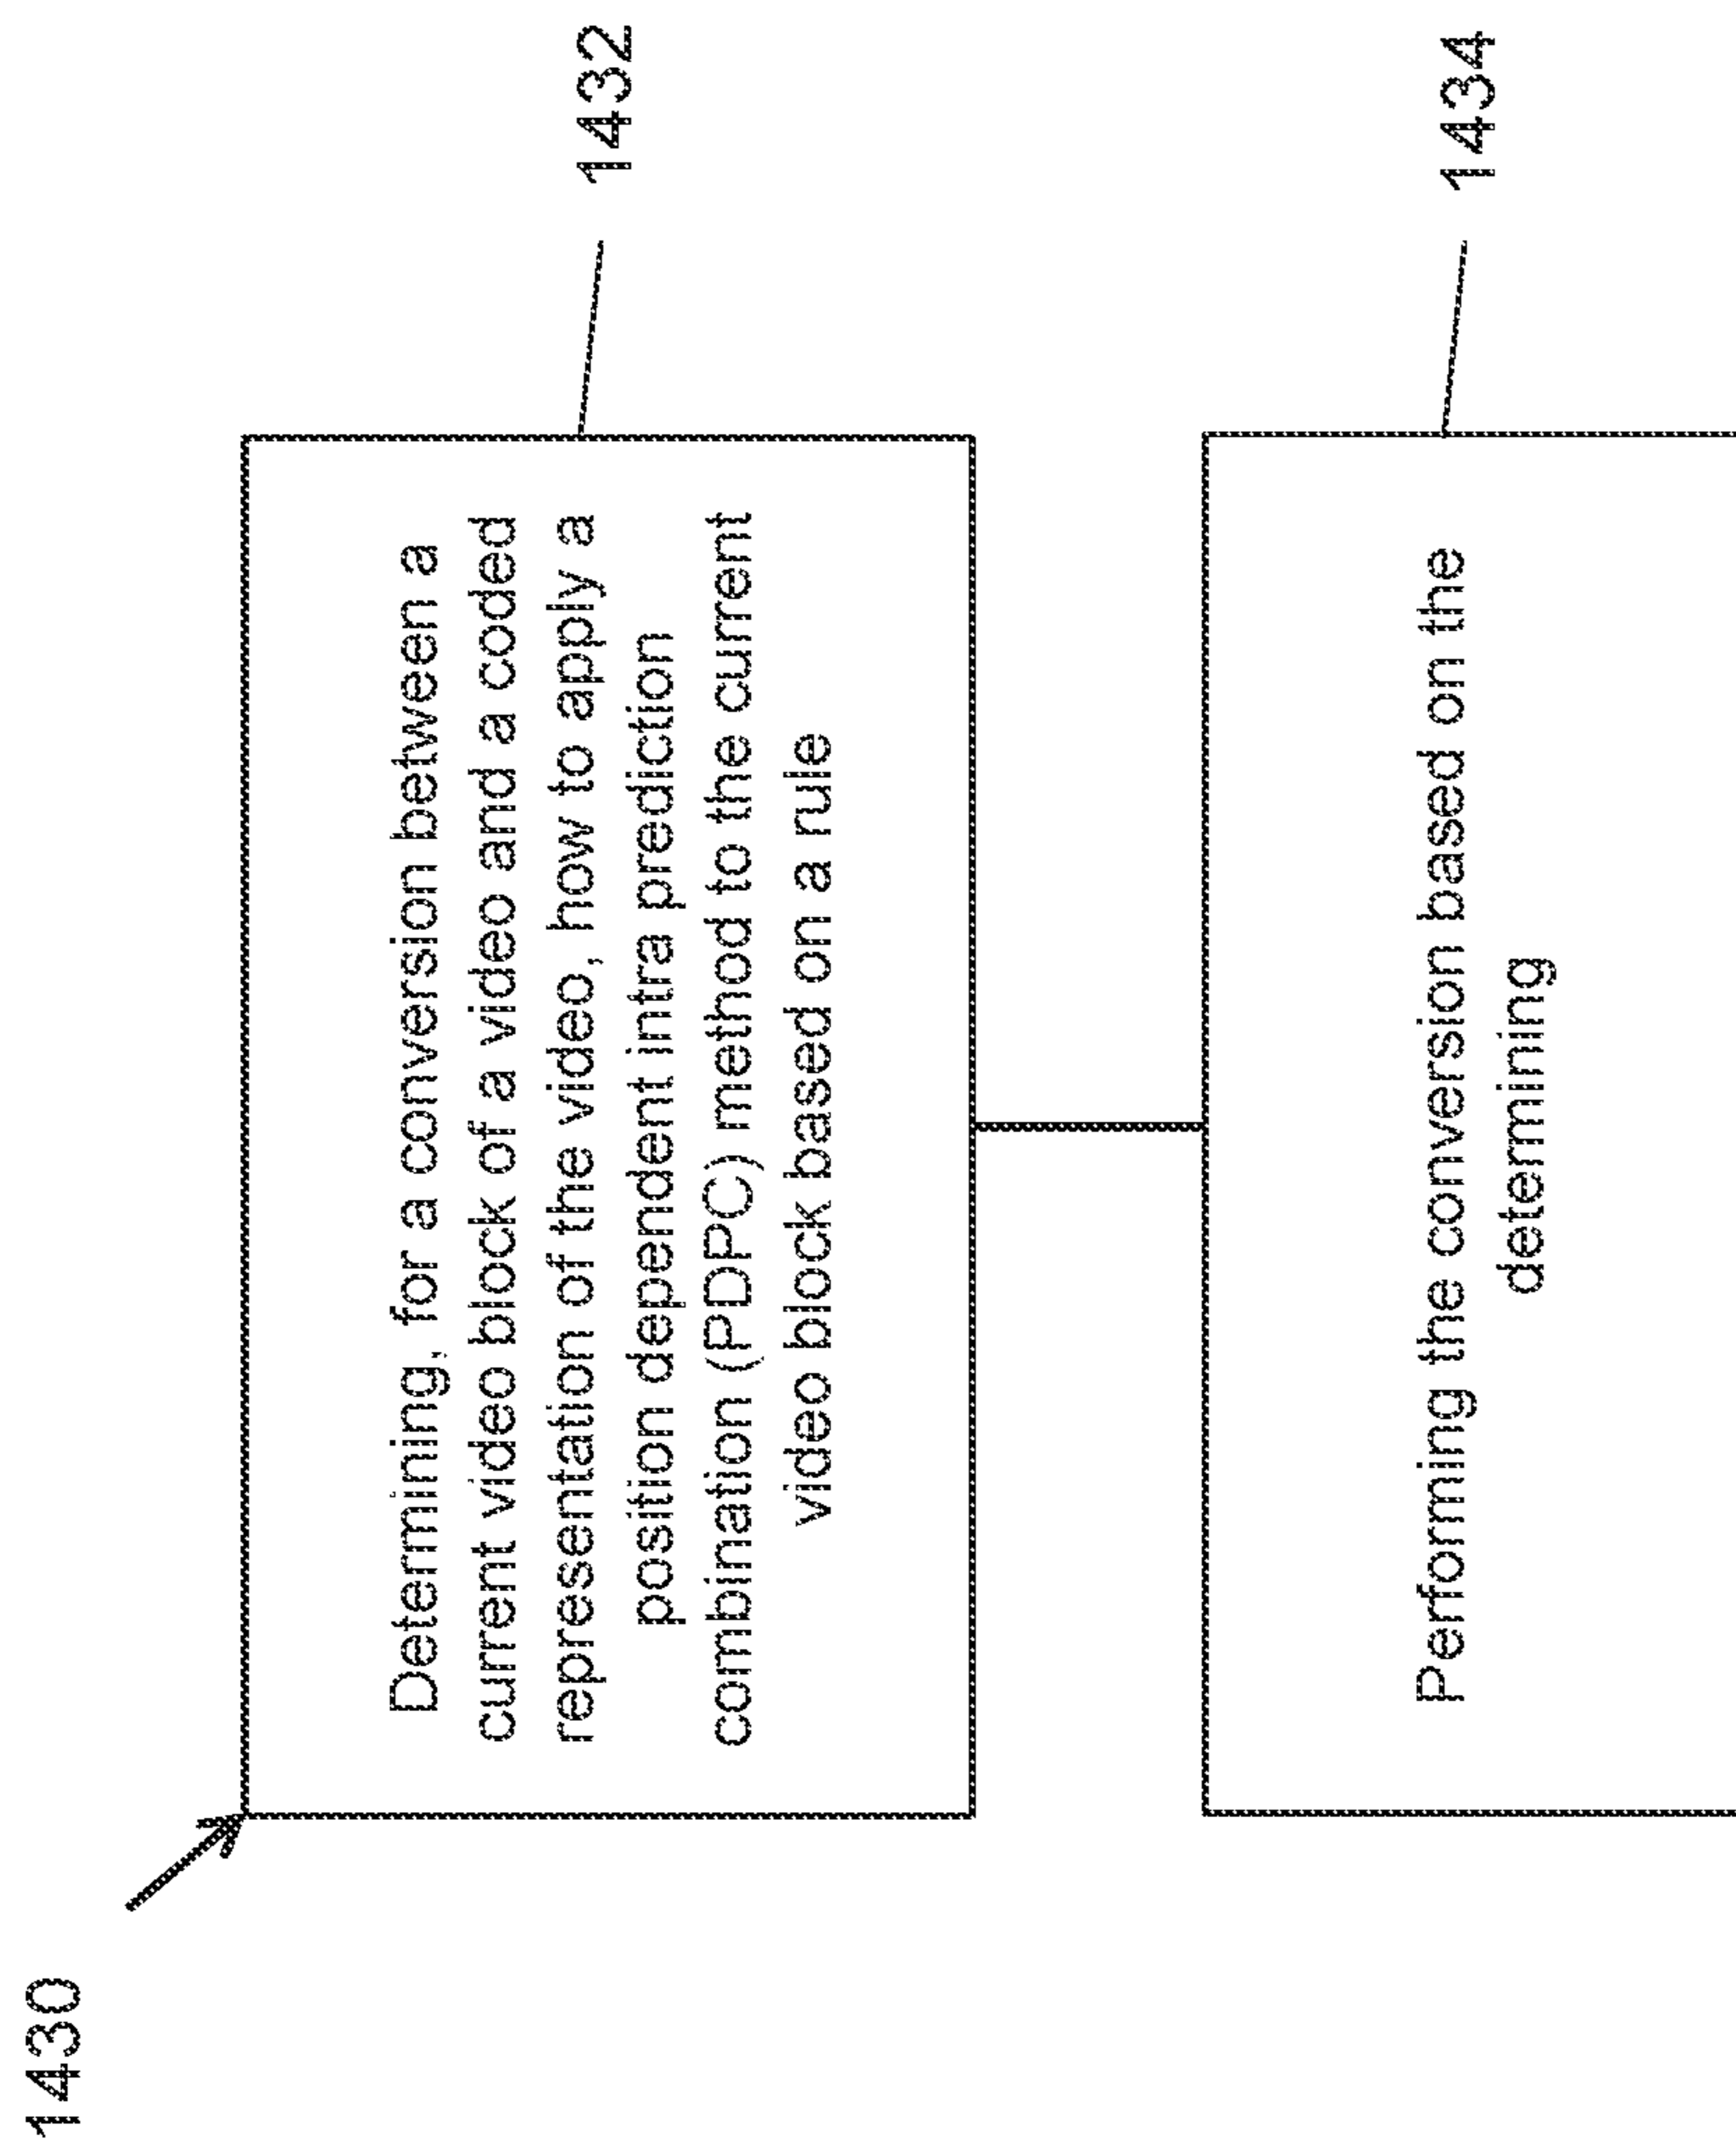 1430
Determining, for a conversion between a
current video block of a video and a coded
representation of the video, how to apply a
position dependent intra prediction
combination (PDPC) method to the current
video block based on a rule
1432
Performing the conversion based on the
determining
1434